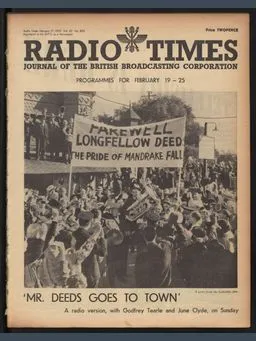 Price TWOPENCE
RADIO TIMES
JOURNAL OF THE BRITISH BROADCASTING CORPORATION
PROGRAMMES FOR FEBRUARY 19 – 25
FAREWELL
LONGFELLOW DEEDS
THE PRIDE OF MANDRAKE FALLS
'MR. DEEDS GOES TO TOWN'
A radio version, with Godfrey Tearle and June Clyde, on Sunday